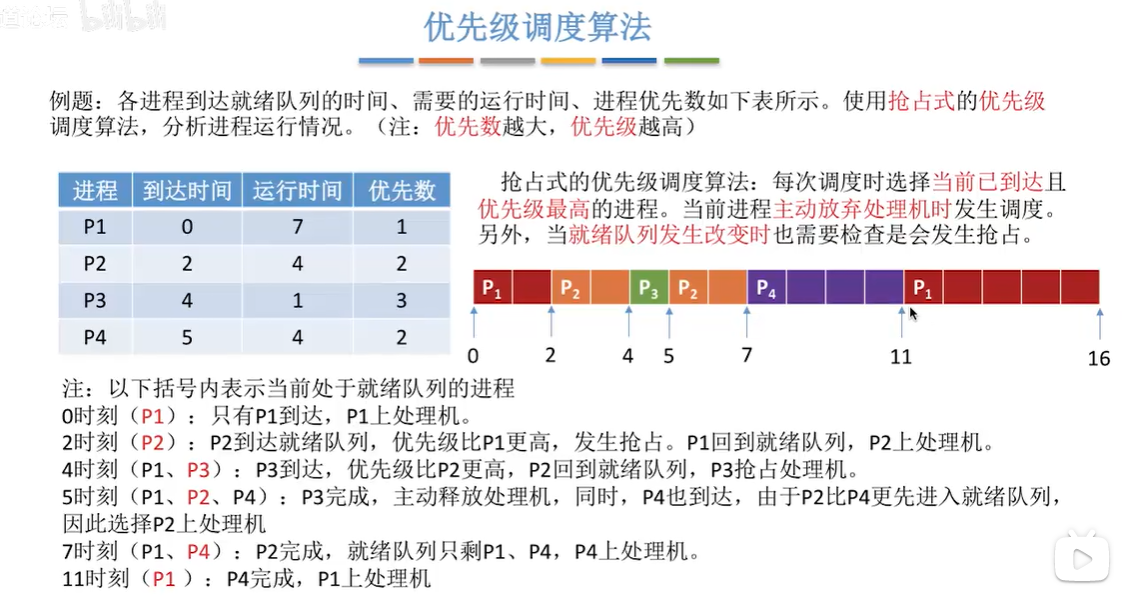 bilibili
优先级调度算法
例题：各进程到达就绪队列的时间、需要的运行时间、进程优先数如下表所示。使用抢占式的优先级
调度算法，分析进程运行情况。（注：优先数越大，优先级越高）
进程 到达时间 运行时间 优先数
P1 0 7 1
P2 2 4 2
P3 4 1 3
P4 5 4 2
抢占式的优先级调度算法：每次调度时选择当前已到达且
优先级最高的进程。当前进程主动放弃处理机时发生调度。
另外，当就绪队列发生改变时也需要检查是会发生抢占。
P1 P2 P3 P2 P4 P1
0 2 4 5 7 11 16
注：以下括号内表示当前处于就绪队列的进程
0时刻（P1）：只有P1到达，P1上处理机。
2时刻（P2）：P2到达就绪队列，优先级比P1更高，发生抢占。P1回到就绪队列，P2上处理机。
4时刻（P1、P3）：P3到达，优先级比P2更高，P2回到就绪队列，P3抢占处理机。
5时刻（P1、P2、P4）：P3完成，主动释放处理机，同时，P4也到达，由于P2比P4更先进入就绪队列，
因此选择P2上处理机
7时刻（P1、P4）：P2完成，就绪队列只剩P1、P4，P4上处理机。
11时刻（P1 ）：P4完成，P1上处理机